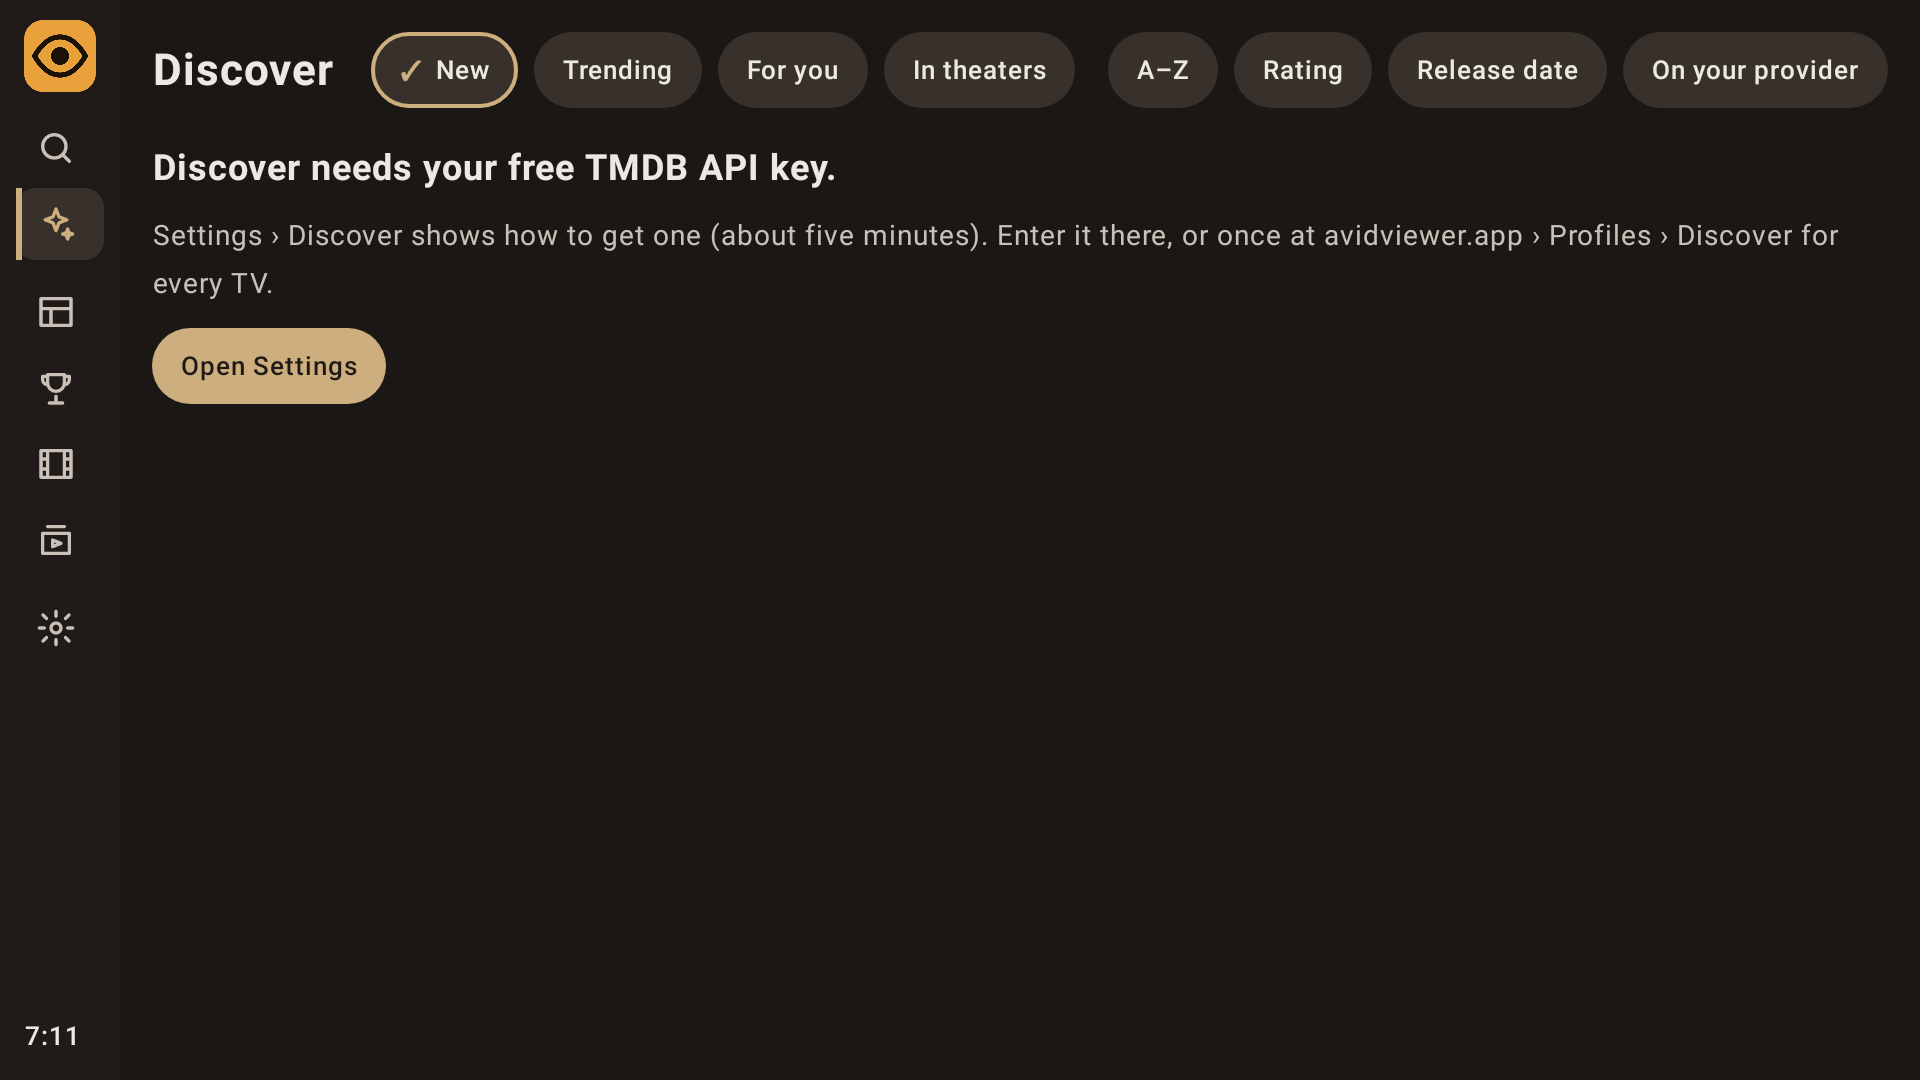 Discover
✓ New
Trending
For you
In theaters
A–Z
Rating
Release date
On your provider
Discover needs your free TMDB API key.
Settings › Discover shows how to get one (about five minutes). Enter it there, or once at avidviewer.app › Profiles › Discover for
every TV.
Open Settings
7:11